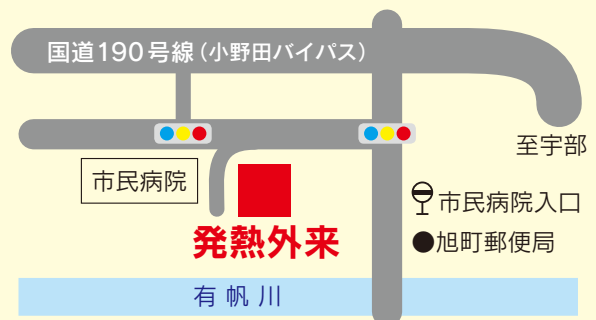 国道190号線（小野田バイパス）
至宇部
市民病院
市民病院入口
発熱外来
●旭町郵便局
有帆川